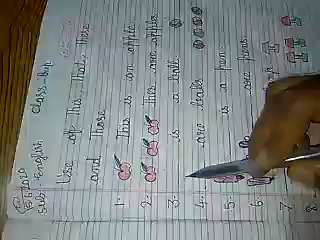 Sub: English
Class-
Use of this, that, these
and those
1. This is an apple.
2. These are apples
3. is a ball.
4. are balls
5. is a pen
6. are pens.
7.
8.